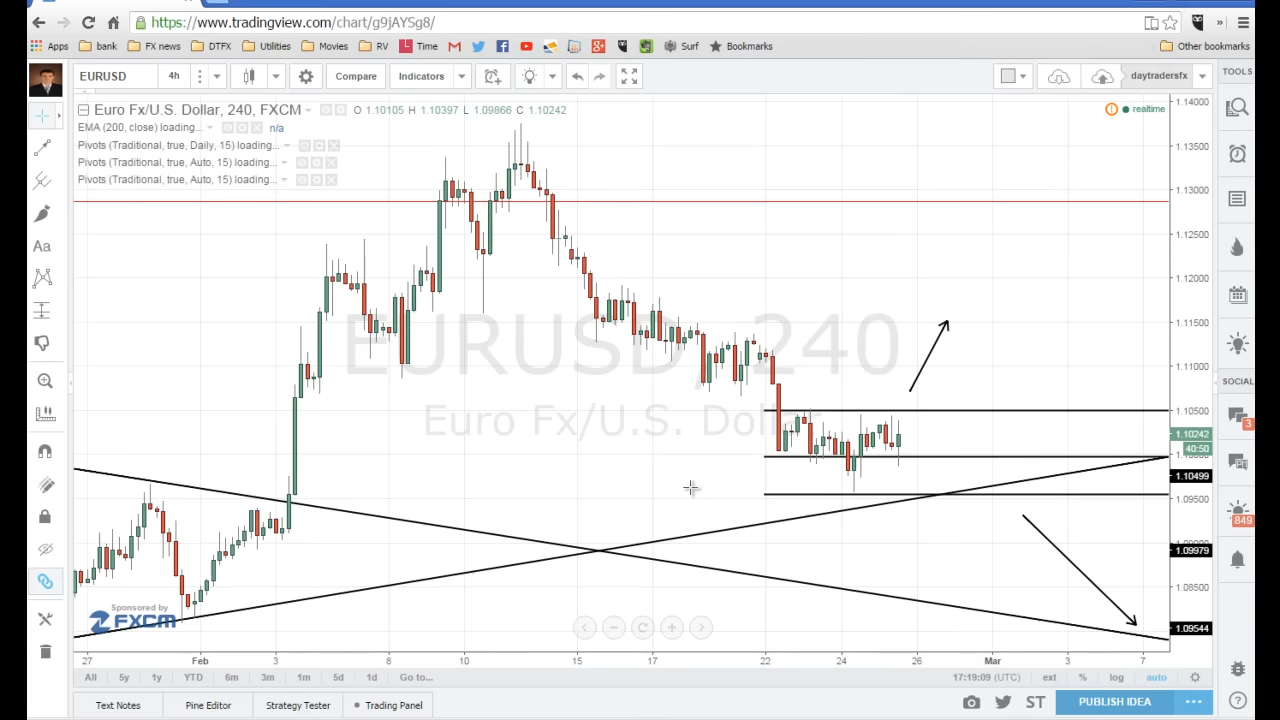 https://www.tradingview.com/chart/g9jAYSg8/
Apps bank FX news DTFX Utilities Movies RV Time Surf Bookmarks Other bookmarks
EURUSD 4h Compare Indicators daytradersfx TOOLS
Euro Fx/U.S. Dollar, 240, FXCM O 1.10105 H 1.10397 L 1.09866 C 1.10242 realtime
EMA (200, close) loading... n/a
Pivots (Traditional, true, Daily, 15) loading...
Pivots (Traditional, true, Auto, 15) loading...
Pivots (Traditional, true, Auto, 15) loading...
EURUSD, 240
Euro Fx/U.S. Dollar
1.14000
1.13500
1.13000
1.12500
1.12000
1.11500
1.11000
1.10500
1.10242
40:50
1.10499
1.09500
1.09979
1.08500
1.09544
SOCIAL
3
849
Aa
Sponsored by
FXCM
27 Feb 3 8 10 15 17 22 24 26 Mar 3 7
All 5y 1y YTD 6m 3m 1m 5d 1d Go to... 17:19:09 (UTC) ext % log auto
Text Notes Pine Editor Strategy Tester Trading Panel ST PUBLISH IDEA